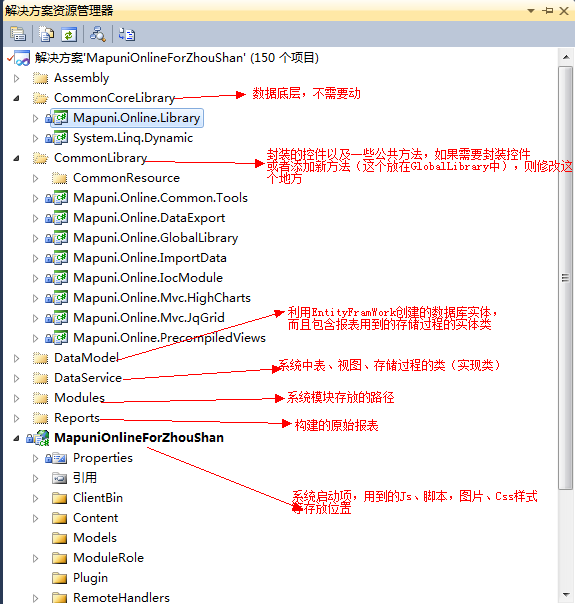 解决方案资源管理器
解决方案'MapuniOnlineForZhouShan' (150 个项目)
Assembly
CommonCoreLibrary
数据底层，不需要动
Mapuni.Online.Library
System.Linq.Dynamic
CommonLibrary
封装的控件以及一些公共方法，如果需要封装控件
或者添加新方法（这个放在GlobalLibrary中），则修改这
个地方
CommonResource
Mapuni.Online.Common.Tools
Mapuni.Online.DataExport
Mapuni.Online.GlobalLibrary
Mapuni.Online.ImportData
Mapuni.Online.IocModule
Mapuni.Online.Mvc.HighCharts
Mapuni.Online.Mvc.JqGrid
Mapuni.Online.PrecompiledViews
利用EntityFramWork创建的数据库实体，
而且包含报表用到的存储过程的实体类
DataModel
DataService
系统中表、视图、存储过程的类（实现类）
Modules
系统模块存放的路径
Reports
构建的原始报表
MapuniOnlineForZhouShan
Properties
引用
ClientBin
系统启动项，用到的Js、脚本，图片、Css样式
等存放位置
Content
Models
ModuleRole
Plugin
RemoteHandlers